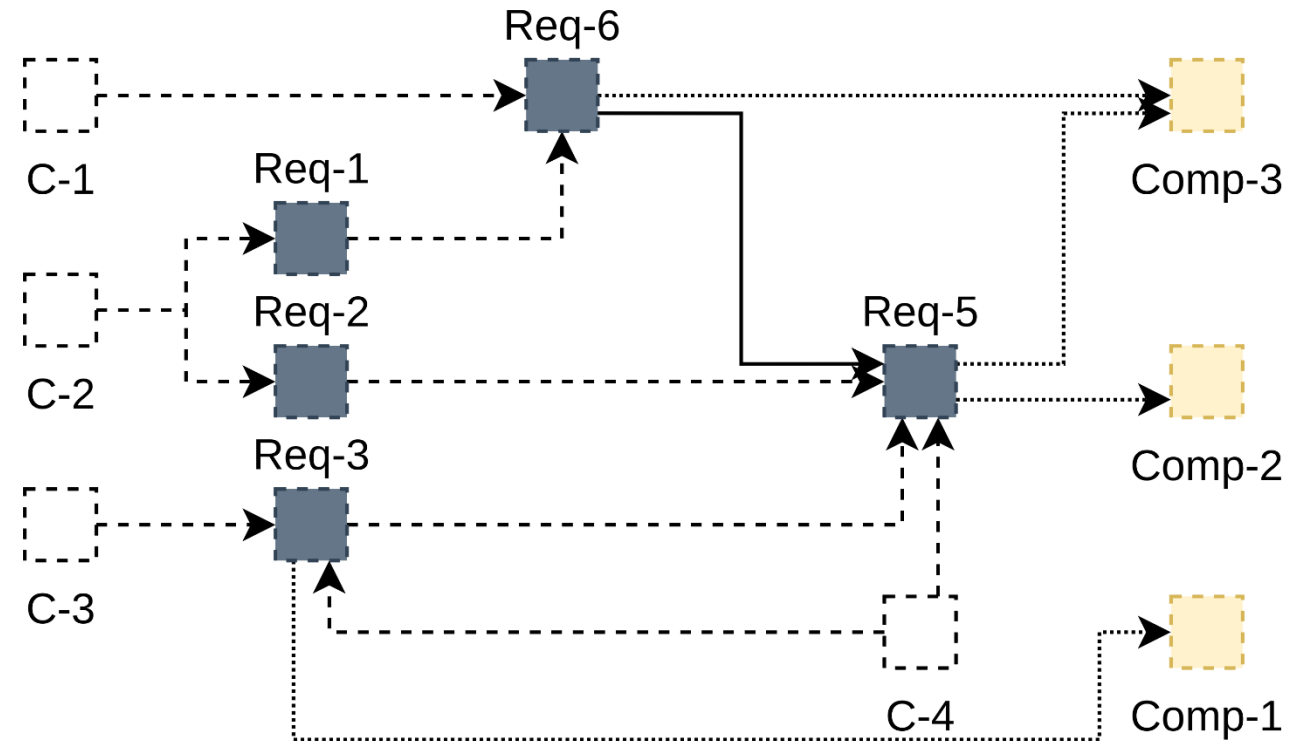 Req-6
C-1
Comp-3
Req-1
Req-2
Req-5
C-2
Req-3
Comp-2
C-3
C-4
Comp-1